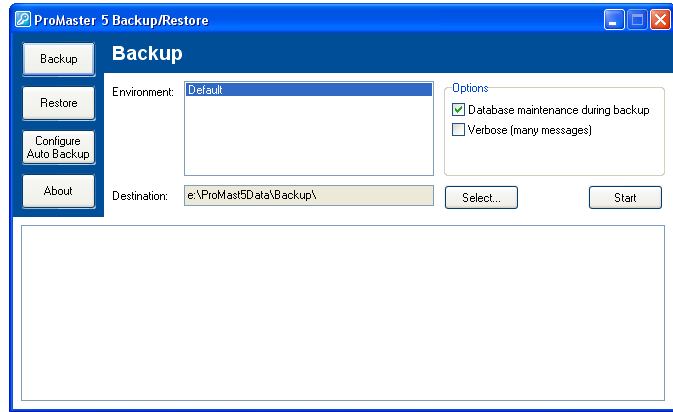 ProMaster 5 Backup/Restore
Backup
Restore
Configure
Auto Backup
About
Backup
Environment:
Default
Options
Database maintenance during backup
Verbose (many messages)
Destination:
e:\ProMast5Data\Backup\
Select...
Start